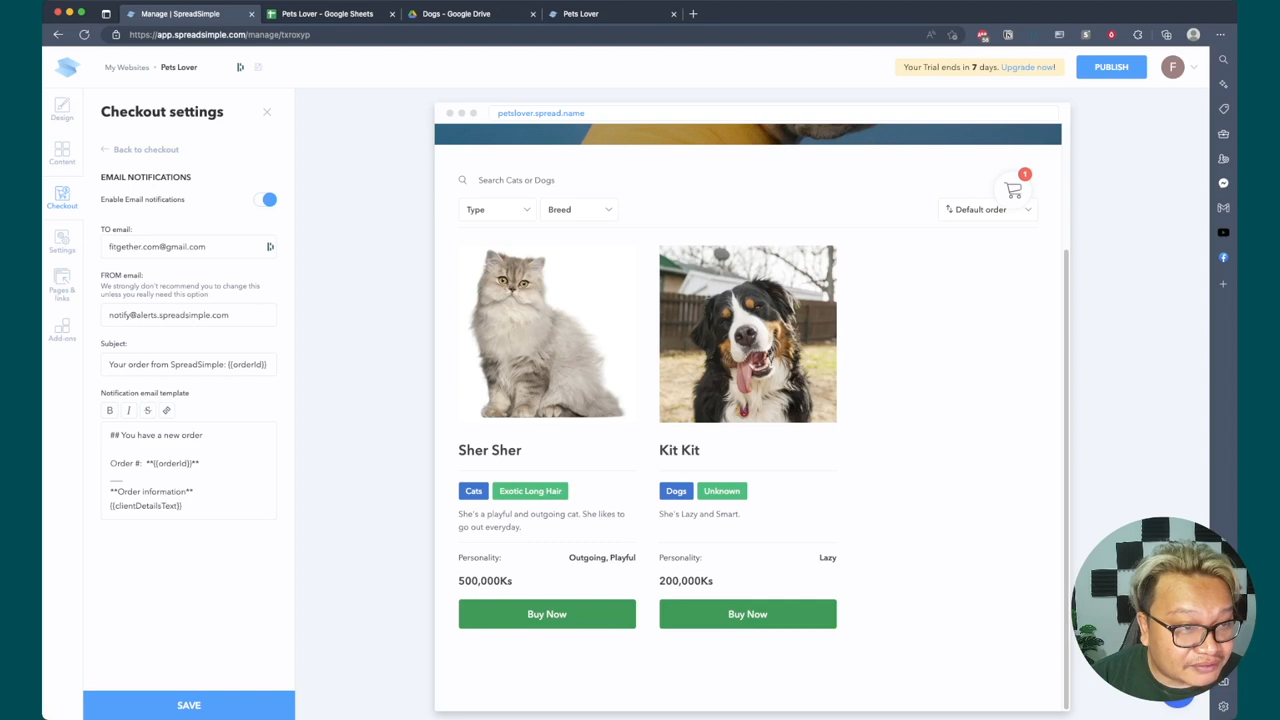 Manage | SpreadSimple
Pets Lover - Google Sheets
Dogs - Google Drive
Pets Lover
https://app.spreadsimple.com/manage/txroxyp
My Websites
Pets Lover
Your Trial ends in 7 days. Upgrade now!
PUBLISH
F
Design
Content
Checkout
Settings
Pages &
links
Add-ons
Checkout settings
Back to checkout
EMAIL NOTIFICATIONS
Enable Email notifications
TO email:
fitgether.com@gmail.com
FROM email:
We strongly don't recommend you to change this
unless you really need this option
notify@alerts.spreadsimple.com
Subject:
Your order from SpreadSimple: {{orderId}}
Notification email template
B I S
## You have a new order
Order #: **{{orderId}}**
___
**Order information**
{{clientDetailsText}}
SAVE
petslover.spread.name
Search Cats or Dogs
1
Type
Breed
Default order
Sher Sher
Cats
Exotic Long Hair
She's a playful and outgoing cat. She likes to
go out everyday.
Personality:
Outgoing, Playful
500,000Ks
Buy Now
Kit Kit
Dogs
Unknown
She's Lazy and Smart.
Personality:
Lazy
200,000Ks
Buy Now